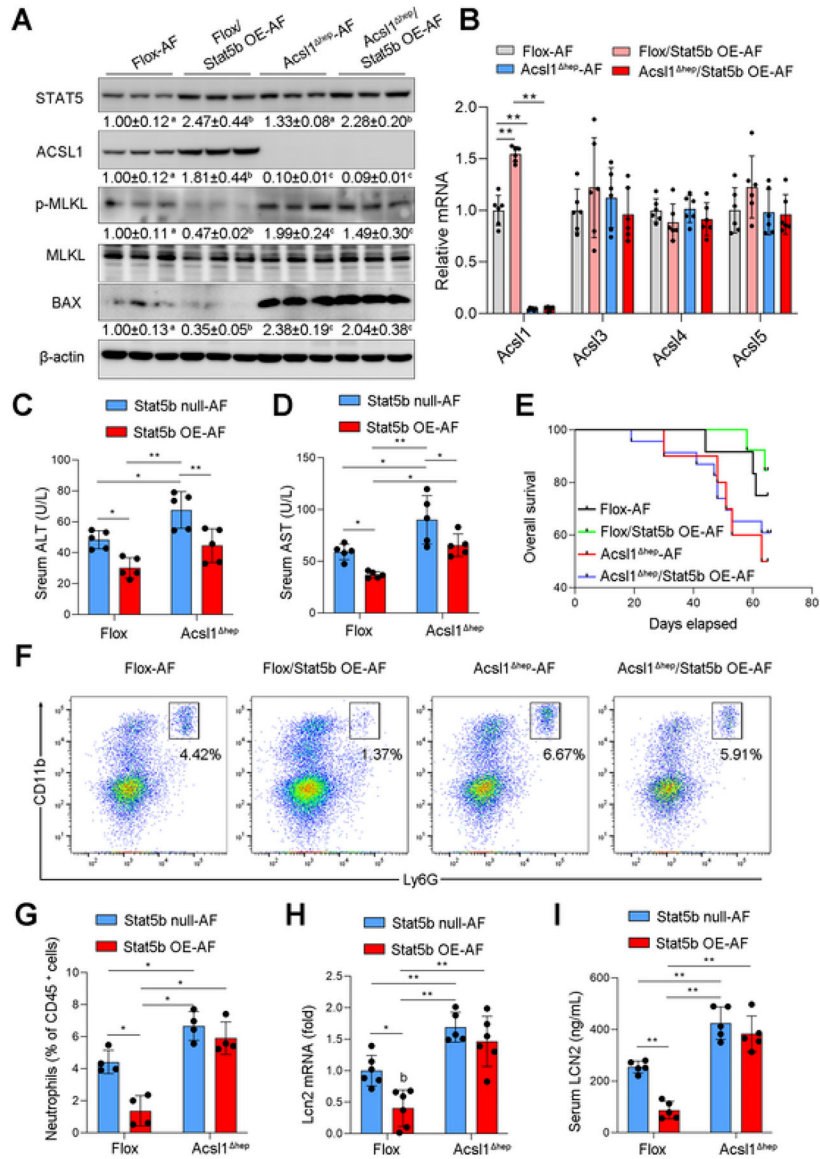 A
Flox-AF
Flox/
Stat5b OE-AF
Acsl1Δhep-AF
Acsl1Δhep/
Stat5b OE-AF
STAT5
1.00±0.12 a 2.47±0.44b 1.33±0.08a 2.28±0.20b
ACSL1
1.00±0.12 a 1.81±0.44b 0.10±0.01c 0.09±0.01c
p-MLKL
1.00±0.11 a 0.47±0.02b 1.99±0.24c 1.49±0.30c
MLKL
BAX
1.00±0.13 a 0.35±0.05b 2.38±0.19c 2.04±0.38c
β-actin
B
Flox-AF Flox/Stat5b OE-AF
Acsl1Δhep-AF Acsl1Δhep/Stat5b OE-AF
Relative mRNA
2.0
1.5
1.0
0.5
0.0
**
**
**
Acsl1 Acsl3 Acsl4 Acsl5
C
Stat5b null-AF
Stat5b OE-AF
Sreum ALT (U/L)
100
80
60
40
20
0
**
*
**
*
Flox Acsl1Δhep
D
Stat5b null-AF
Stat5b OE-AF
Sreum AST (U/L)
150
100
50
0
**
*
*
*
*
Flox Acsl1Δhep
E
Overall surival
100
80
60
40
Flox-AF
Flox/Stat5b OE-AF
Acsl1Δhep-AF
Acsl1Δhep/Stat5b OE-AF
0 20 40 60 80
Days elapsed
F
Flox-AF Flox/Stat5b OE-AF Acsl1Δhep-AF Acsl1Δhep/Stat5b OE-AF
CD11b
4.42% 1.37% 6.67% 5.91%
Ly6G
G
Stat5b null-AF
Stat5b OE-AF
Neutrophils (% of CD45+ cells)
10
8
6
4
2
0
*
*
*
*
Flox Acsl1Δhep
H
Stat5b null-AF
Stat5b OE-AF
Lcn2 mRNA (fold)
2.5
2.0
1.5
1.0
0.5
0.0
**
**
**
*
b
Flox Acsl1Δhep
I
Stat5b null-AF
Stat5b OE-AF
Serum LCN2 (ng/mL)
600
400
200
0
**
**
**
**
Flox Acsl1Δhep